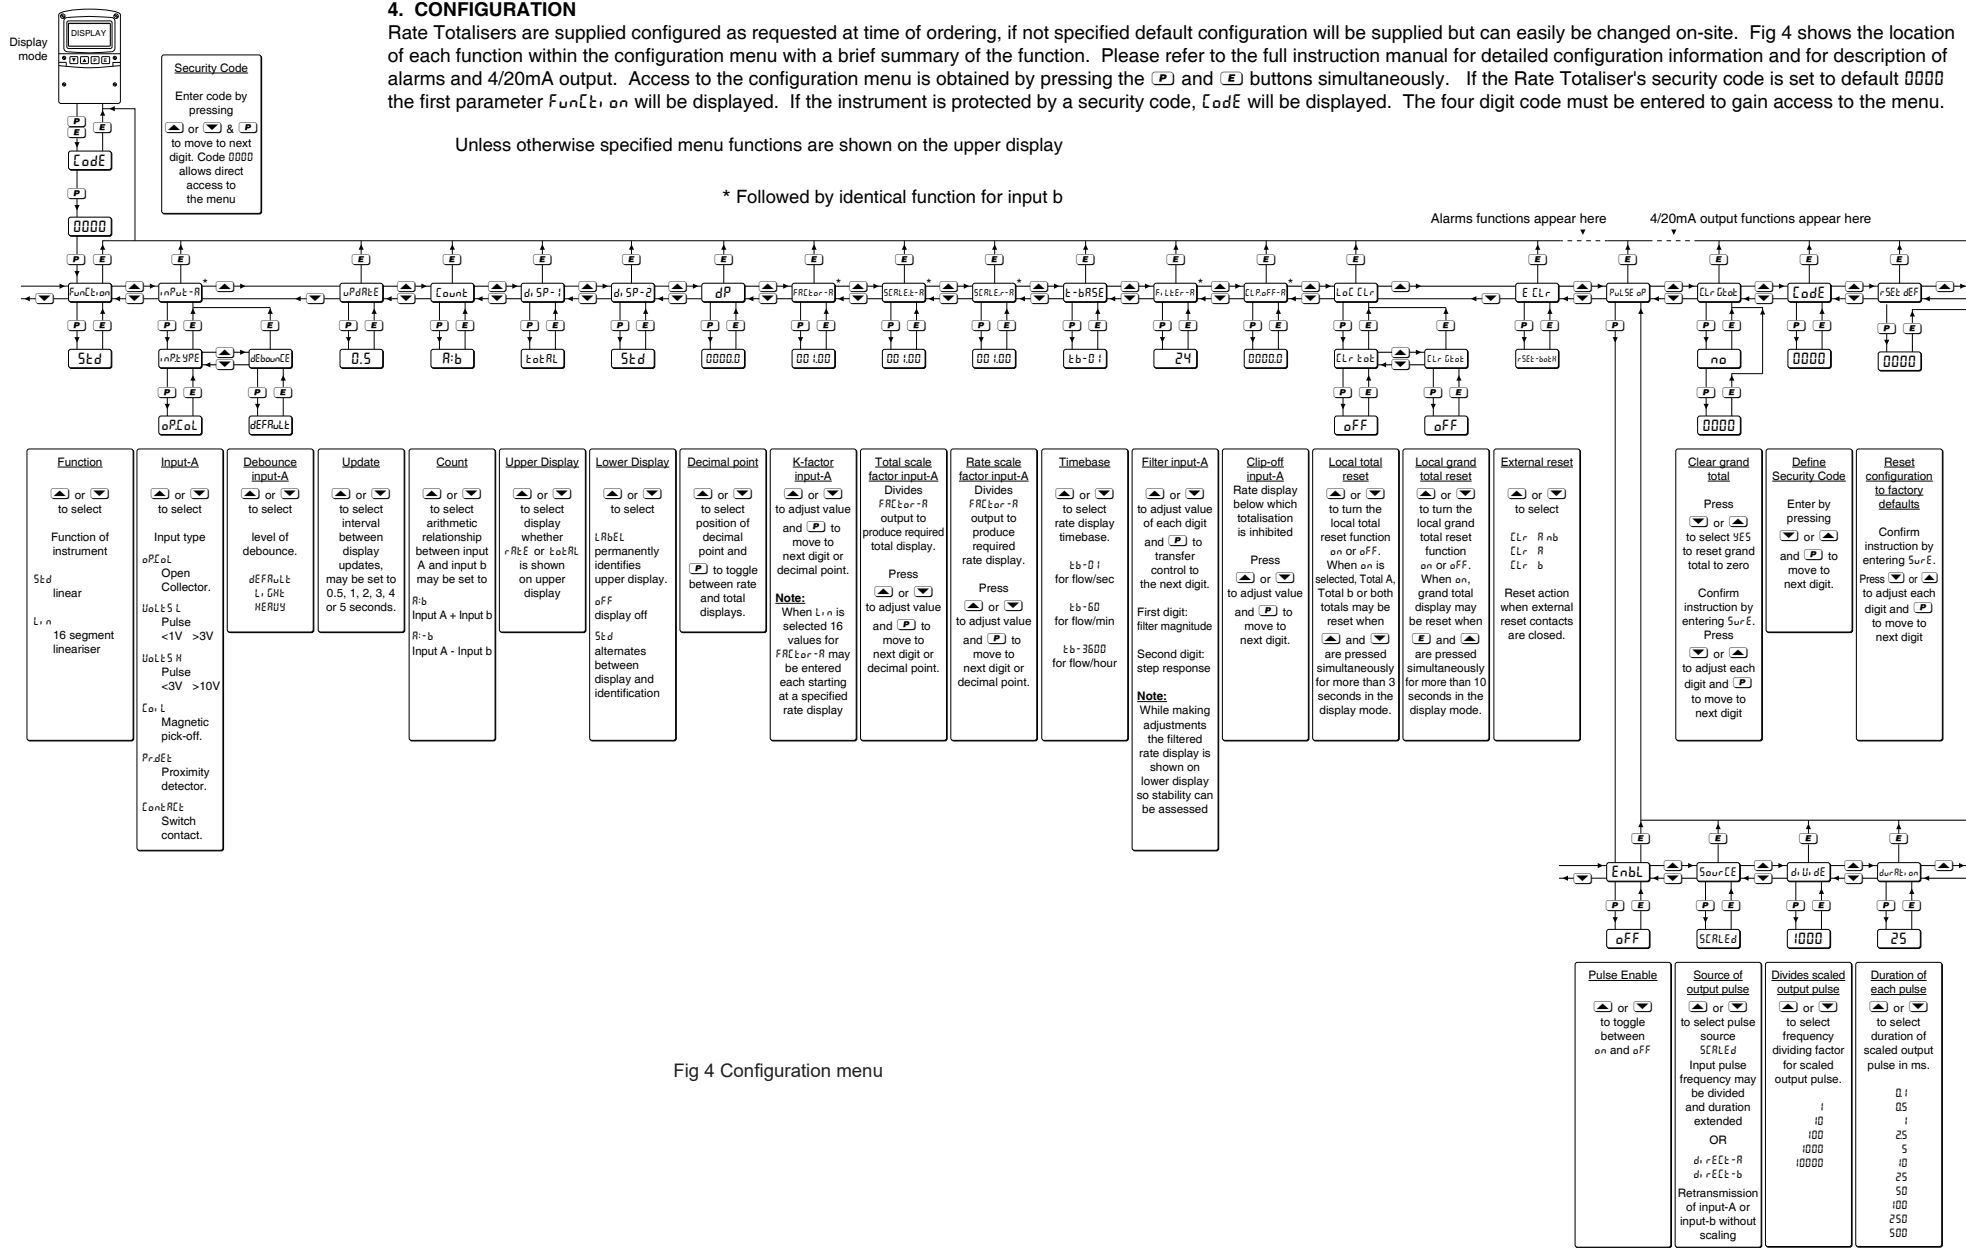 4. CONFIGURATION
Rate Totalisers are supplied configured as requested at time of ordering, if not specified default configuration will be supplied but can easily be changed on-site. Fig 4 shows the location
of each function within the configuration menu with a brief summary of the function. Please refer to the full instruction manual for detailed configuration information and for description of
alarms and 4/20mA output. Access to the configuration menu is obtained by pressing the P and E buttons simultaneously. If the Rate Totaliser's security code is set to default 0000
the first parameter FunCtion will be displayed. If the instrument is protected by a security code, CodE will be displayed. The four digit code must be entered to gain access to the menu.
Unless otherwise specified menu functions are shown on the upper display
* Followed by identical function for input b
Display
mode
DISPLAY
P E
P
E
E
CodE
P
0000
P E
Security Code
Enter code by
pressing
▲ or ▼ & P
to move to next
digit. Code 0000
allows direct
access to
the menu
Alarms functions appear here
4/20mA output functions appear here
FunCtion
inPut-A *
uPdAtE
Count
diSP-1
diSP-2
dP
FACtor-A *
SCALE.t-A *
SCALE.r-A *
t-bASE
FiLtEr-A *
CLP.oFF-A *
LoC CLr
E CLr
PuLSE oP
CLr Gtot
CodE
rSEt dEF
Std
inP.tYPE
dEbounCE
0.5
A:b
totAL
Std
0000.0
001.00
001.00
001.00
tb-01
24
0000.0
CLr tot
CLr Gtot
rSEt-botH
no
0000
0000
oP.CoL
dEFAuLt
oFF
oFF
0000
Function
▲ or ▼
to select
Function of
instrument
Std
linear
Lin
16 segment
lineariser
Input-A
▲ or ▼
to select
Input type
oP.CoL
Open
Collector.
VoLtS L
Pulse
<1V >3V
VoLtS H
Pulse
<3V >10V
CoiL
Magnetic
pick-off.
Pr.dEt
Proximity
detector.
ContACt
Switch
contact.
Debounce
input-A
▲ or ▼
to select
level of
debounce.
dEFAuLt
LiGHt
HEAVY
Update
▲ or ▼
to select
interval
between
display
updates,
may be set to
0.5, 1, 2, 3, 4
or 5 seconds.
Count
▲ or ▼
to select
arithmetic
relationship
between input
A and input b
may be set to
A:b
Input A + Input b
A:-b
Input A - Input b
Upper Display
▲ or ▼
to select
display
whether
rAtE or totAL
is shown
on upper
display
Lower Display
▲ or ▼
to select
LAbEL
permanently
identifies
upper display.
oFF
display off
Std
alternates
between
display and
identification
Decimal point
▲ or ▼
to select
position of
decimal
point and
P to toggle
between rate
and total
displays.
K-factor
input-A
▲ or ▼
to adjust value
and P to
move to
next digit or
decimal point.
Note:
When Lin is
selected 16
values for
FACtor-A may
be entered
each starting
at a specified
rate display
Total scale
factor input-A
Divides
FACtor-A
output to
produce required
total display.
Press
▲ or ▼
to adjust value
and P to
move to
next digit or
decimal point.
Rate scale
factor input-A
Divides
FACtor-A
output to
produce
required
rate display.
Press
▲ or ▼
to adjust value
and P to
move to
next digit or
decimal point.
Timebase
▲ or ▼
to select
rate display
timebase.
tb-01
for flow/sec
tb-60
for flow/min
tb-3600
for flow/hour
Filter input-A
▲ or ▼
to adjust value
of each digit
and P to
transfer
control to
the next digit.
First digit:
filter magnitude
Second digit:
step response
Note:
While making
adjustments
the filtered
rate display is
shown on
lower display
so stability can
be assessed
Clip-off
input-A
Rate display
below which
totalisation
is inhibited
Press
▲ or ▼
to adjust value
and P to
move to
next digit.
Local total
reset
▲ or ▼
to turn the
local total
reset function
on or oFF.
When on is
selected, Total A,
Total b or both
totals may be
reset when
▲ and ▼
are pressed
simultaneously
for more than 3
seconds in the
display mode.
Local grand
total reset
▲ or ▼
to turn the
local grand
total reset
function
on or oFF.
When on,
grand total
display may
be reset when
E and ▲
are pressed
simultaneously
for more than 10
seconds in the
display mode.
External reset
▲ or ▼
to select
CLr Anb
CLr A
CLr b
Reset action
when external
reset contacts
are closed.
Clear grand
total
Press
▼ or ▲
to select YES
to reset grand
total to zero
Confirm
instruction by
entering SurE.
Press
▼ or ▲
to adjust each
digit and P
to move to
next digit
Define
Security Code
Enter by
pressing
▼ or ▲
and P to
move to
next digit.
Reset
configuration
to factory
defaults
Confirm
instruction by
entering SurE.
Press ▼ or ▲
to adjust each
digit and P
to move to
next digit
EnbL
SourCE
diVidE
durAtion
oFF
SCALEd
1000
25
Pulse Enable
▲ or ▼
to toggle
between
on and oFF
Source of
output pulse
▲ or ▼
to select pulse
source
SCALEd
Input pulse
frequency may
be divided
and duration
extended
OR
dirECt-A
dirECt-b
Retransmission
of input-A or
input-b without
scaling
Divides scaled
output pulse
▲ or ▼
to select
frequency
dividing factor
for scaled
output pulse.
1
10
100
1000
10000
Duration of
each pulse
▲ or ▼
to select
duration of
scaled output
pulse in ms.
0.1
0.5
1
2.5
5
10
25
50
100
250
500
Fig 4 Configuration menu